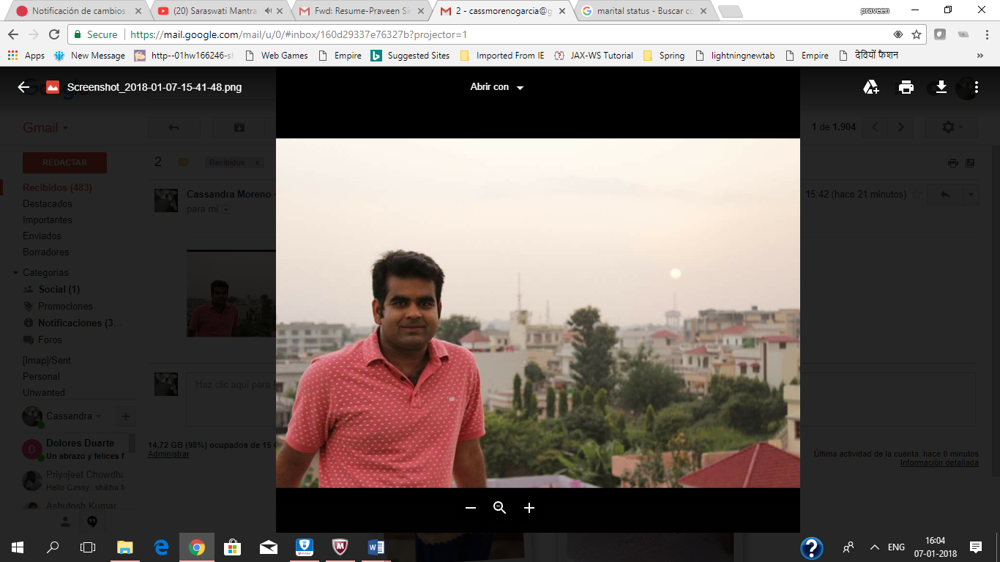 Notificación de cambios
(20) Saraswati Mantra
Fwd: Resume-Praveen Si
2 - cassmorenogarcia@g
marital status - Buscar co
praveen
Secure
https://mail.google.com/mail/u/0/#inbox/160d29337e76327b?projector=1
Apps
New Message
http--01hw166246-s
Web Games
Empire
Suggested Sites
Imported From IE
JAX-WS Tutorial
Spring
lightningnewtab
Empire
देवियों फैशन
»
Screenshot_2018-01-07-15-41-48.png
Abrir con
Gmail
1 de 1.904
REDACTAR
2
Recibidos x
Recibidos (483)
Cassandra Moreno
15:42 (hace 21 minutos)
Destacados
para mí
Importantes
Enviados
Borradores
Categorías
Social (1)
Promociones
Notificaciones (3...
Foros
[Imap]/Sent
Personal
Haz clic aquí para
Unwanted
Cassandra
D
Dolores Duarte
Un abrazo y felices f
14,72 GB (98%) ocupados de 15
Administrar
Última actividad de la cuenta: hace 0 minutos
Información detallada
Priyojeet Chowdha
Hello Cassy.. shikha
Ashutosh Kumar
ENG
16:04
07-01-2018